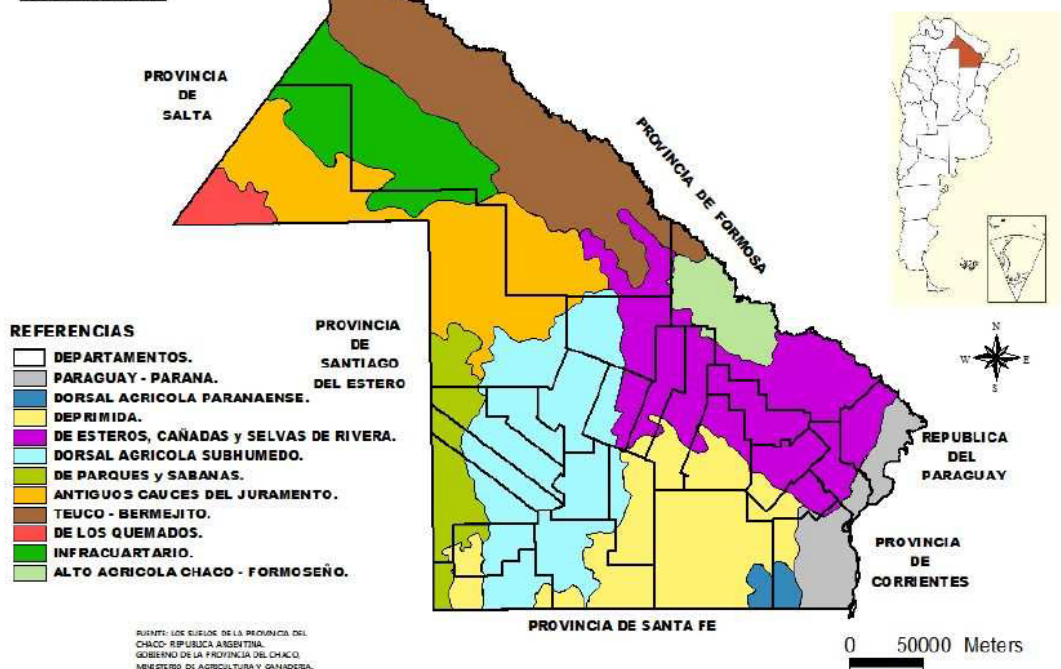 PROVINCIA
DE
SALTA
PROVINCIA DE FORMOSA
REFERENCIAS
DEPARTAMENTOS.
PARAGUAY - PARANA.
DORSAL AGRICOLA PARANAENSE.
DEPRIMIDA.
DE ESTEROS, CAÑADAS y SELVAS DE RIVERA.
DORSAL AGRICOLA SUBHUMEDO.
DE PARQUES y SABANAS.
ANTIGUOS CAUCES DEL JURAMENTO.
TEUCO - BERMEJITO.
DE LOS QUEMADOS.
INFRACUARTARIO.
ALTO AGRICOLA CHACO - FORMOSEÑO.
PROVINCIA
DE
SANTIAGO
DEL ESTERO
N
W E
S
REPUBLICA
DEL
PARAGUAY
PROVINCIA
DE
CORRIENTES
PROVINCIA DE SANTA FE
FUENTE: LOS SUELOS DE LA PROVINCIA DEL
CHACO- REPUBLICA ARGENTINA.
GOBIERNO DE LA PROVINCIA DEL CHACO,
MINISTERIO DE AGRICULTURA Y GANADERIA.
0 50000 Meters